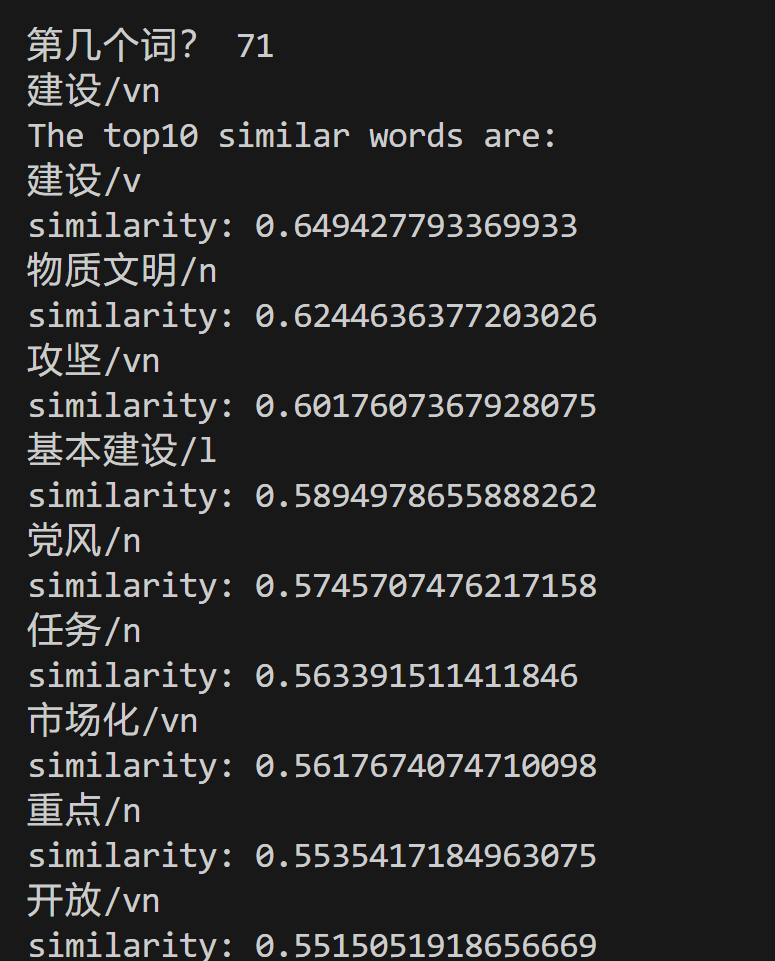 第几个词？ 71
建设/vn
The top10 similar words are:
建设/v
similarity: 0.649427793369933
物质文明/n
similarity: 0.6244636377203026
攻坚/vn
similarity: 0.6017607367928075
基本建设/l
similarity: 0.5894978655888262
党风/n
similarity: 0.5745707476217158
任务/n
similarity: 0.563391511411846
市场化/vn
similarity: 0.5617674074710098
重点/n
similarity: 0.5535417184963075
开放/vn
similarity: 0.5515051918656669